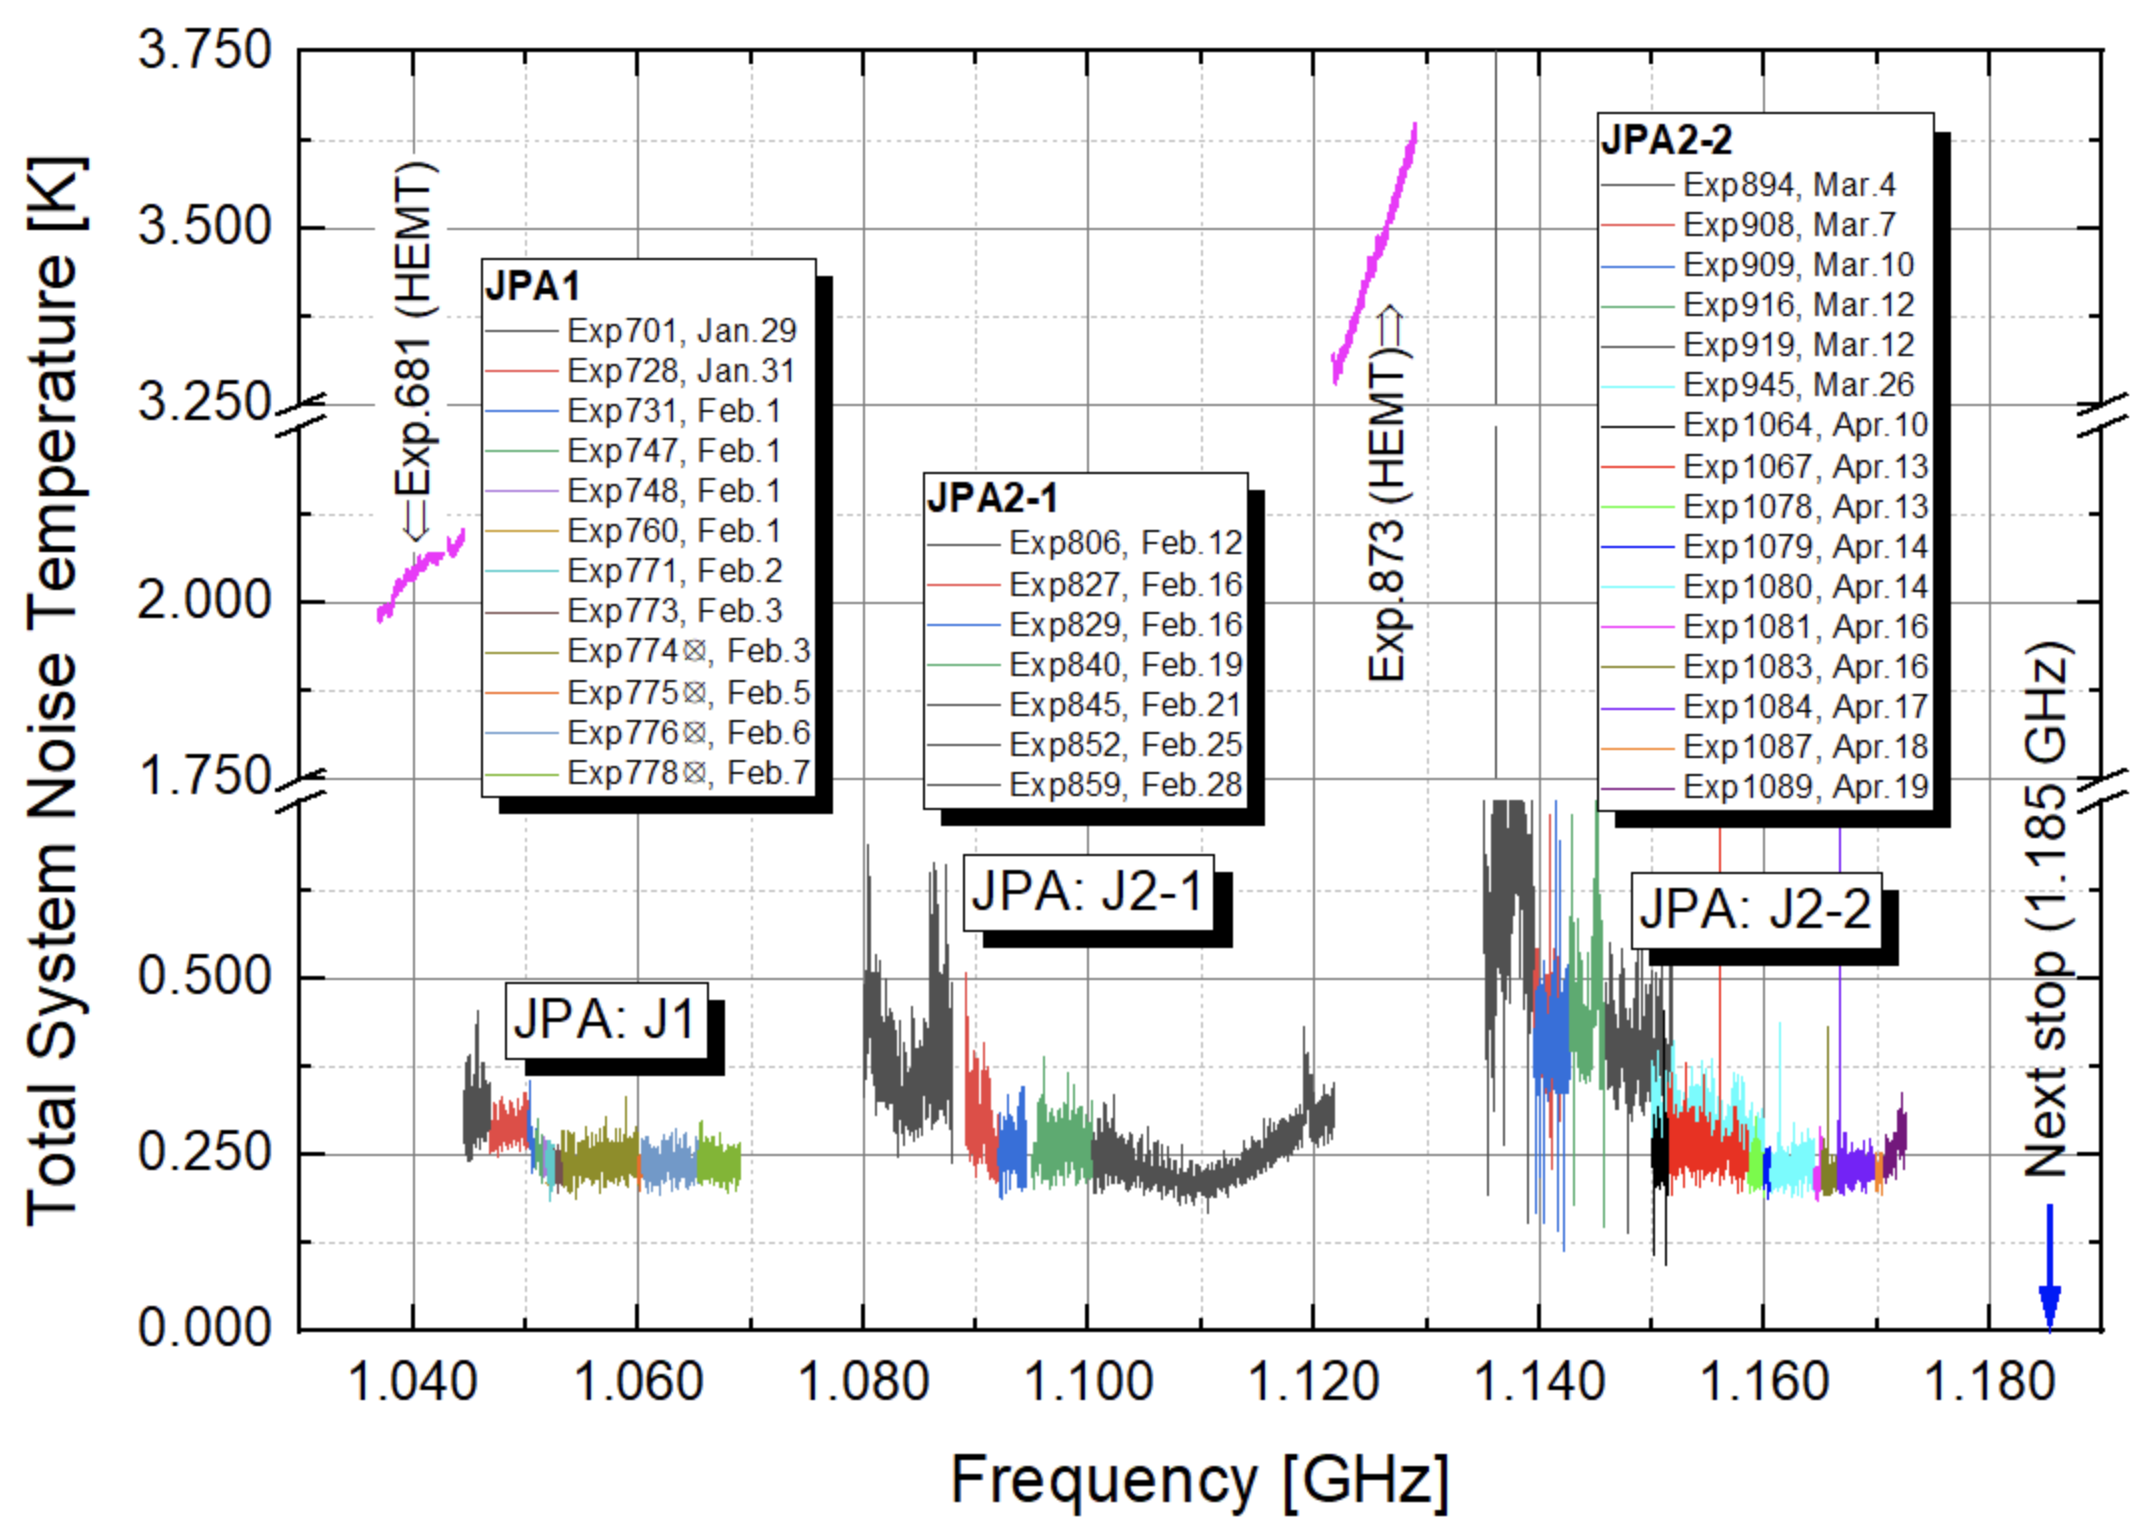 Total System Noise Temperature [K]
3.750
3.500
3.250
2.000
1.750
0.500
0.250
0.000
⇐Exp.681 (HEMT)
JPA1
Exp701, Jan.29
Exp728, Jan.31
Exp731, Feb.1
Exp747, Feb.1
Exp748, Feb.1
Exp760, Feb.1
Exp771, Feb.2
Exp773, Feb.3
Exp774⊠, Feb.3
Exp775⊠, Feb.5
Exp776⊠, Feb.6
Exp778⊠, Feb.7
JPA: J1
JPA2-1
Exp806, Feb.12
Exp827, Feb.16
Exp829, Feb.16
Exp840, Feb.19
Exp845, Feb.21
Exp852, Feb.25
Exp859, Feb.28
JPA: J2-1
Exp.873 (HEMT)⇒
JPA2-2
Exp894, Mar.4
Exp908, Mar.7
Exp909, Mar.10
Exp916, Mar.12
Exp919, Mar.12
Exp945, Mar.26
Exp1064, Apr.10
Exp1067, Apr.13
Exp1078, Apr.13
Exp1079, Apr.14
Exp1080, Apr.14
Exp1081, Apr.16
Exp1083, Apr.16
Exp1084, Apr.17
Exp1087, Apr.18
Exp1089, Apr.19
JPA: J2-2
Next stop (1.185 GHz)
1.040 1.060 1.080 1.100 1.120 1.140 1.160 1.180
Frequency [GHz]